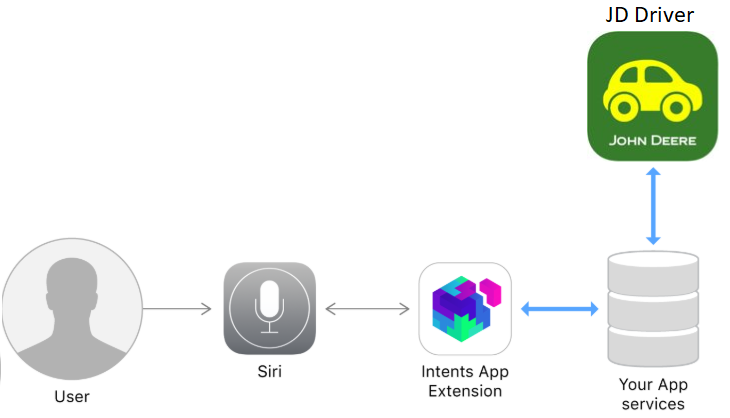 JD Driver
JOHN DEERE
User
Siri
Intents App
Extension
Your App
services